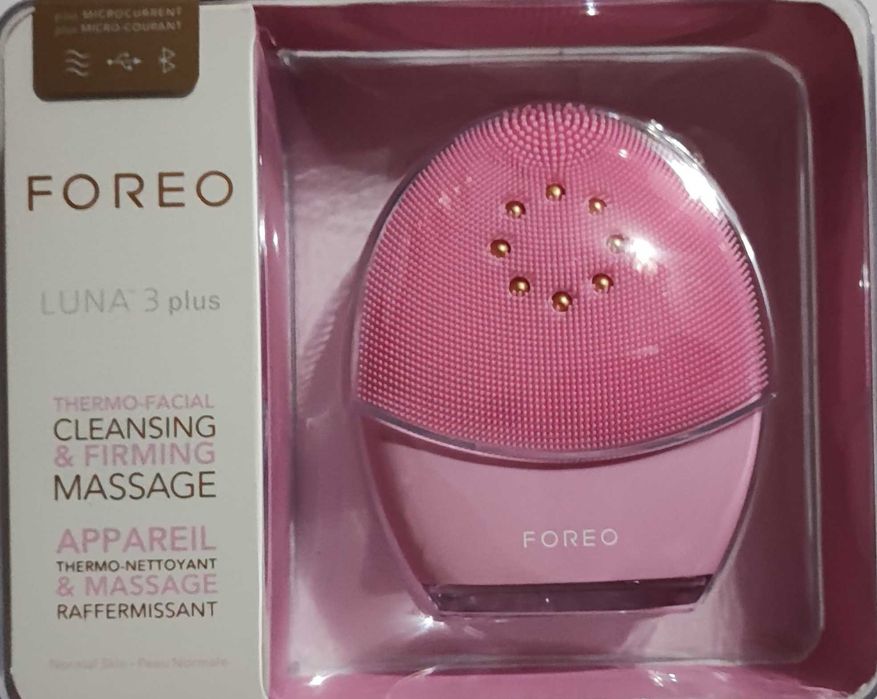 plus MICROCURRENT
plus MICRO-COURANT
FOREO
LUNA™ 3 plus
THERMO-FACIAL
CLEANSING
& FIRMING
MASSAGE
APPAREIL
THERMO-NETTOYANT
& MASSAGE
RAFFERMISSANT
Normal Skin - Peau Normale
FOREO